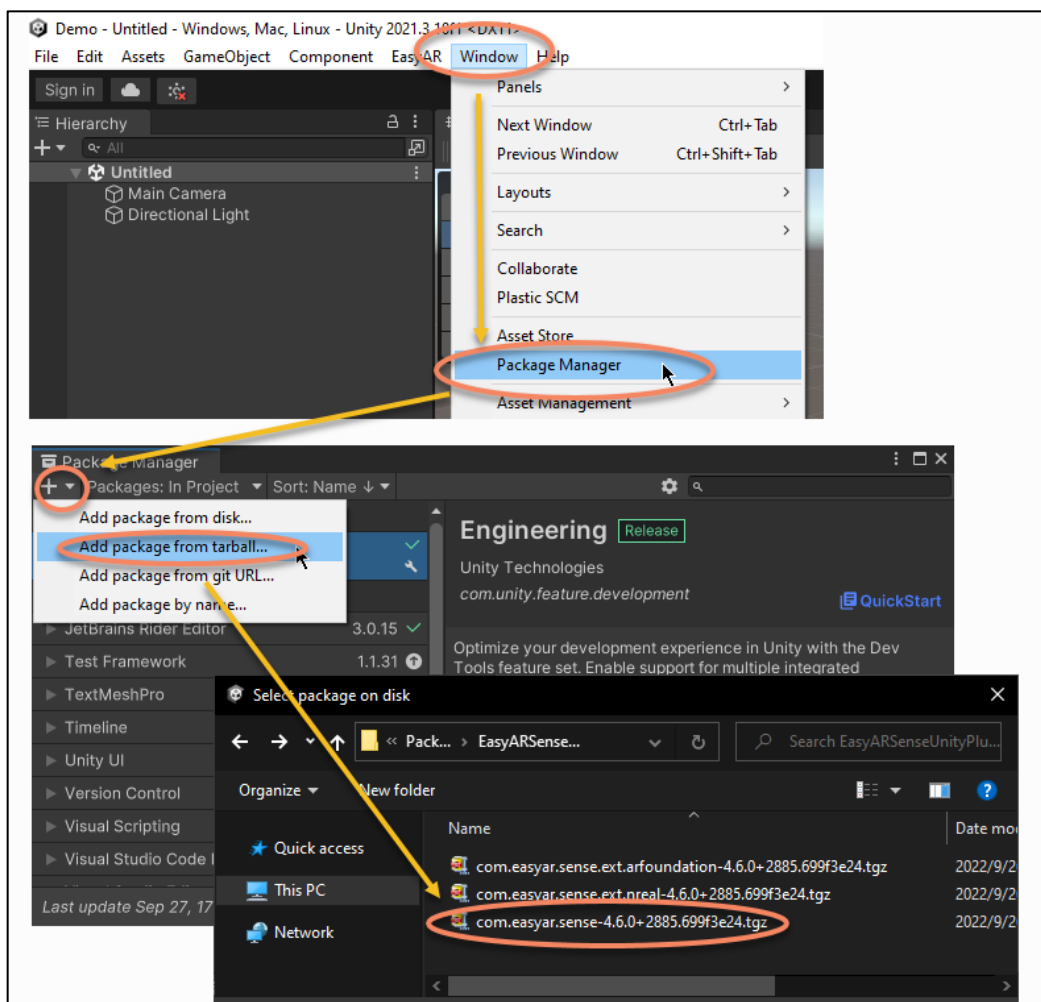 Demo - Untitled - Windows, Mac, Linux - Unity 2021.3.10f1 <DX11>
File Edit Assets GameObject Component EasyAR Window Help
Sign in
Panels
Hierarchy
Next Window Ctrl+Tab
All
Previous Window Ctrl+Shift+Tab
Untitled
Main Camera
Layouts
Directional Light
Search
Collaborate
Plastic SCM
Asset Store
Package Manager
Asset Management
Package Manager
Packages: In Project Sort: Name ↓
Add package from disk...
Add package from tarball...
Add package from git URL...
Add package by name...
Engineering Release
Unity Technologies
com.unity.feature.development
QuickStart
JetBrains Rider Editor 3.0.15
Test Framework 1.1.31
TextMeshPro
Timeline
Unity UI
Version Control
Visual Scripting
Visual Studio Code
Last update Sep 27, 17
Optimize your development experience in Unity with the Dev
Tools feature set. Enable support for multiple integrated
Select package on disk
« Pack... > EasyARSense...
Search EasyARSenseUnityPlu...
Organize New folder
Name Date mo
Quick access
This PC
Network
com.easyar.sense.ext.arfoundation-4.6.0+2885.699f3e24.tgz 2022/9/2
com.easyar.sense.ext.nreal-4.6.0+2885.699f3e24.tgz 2022/9/2
com.easyar.sense-4.6.0+2885.699f3e24.tgz 2022/9/2